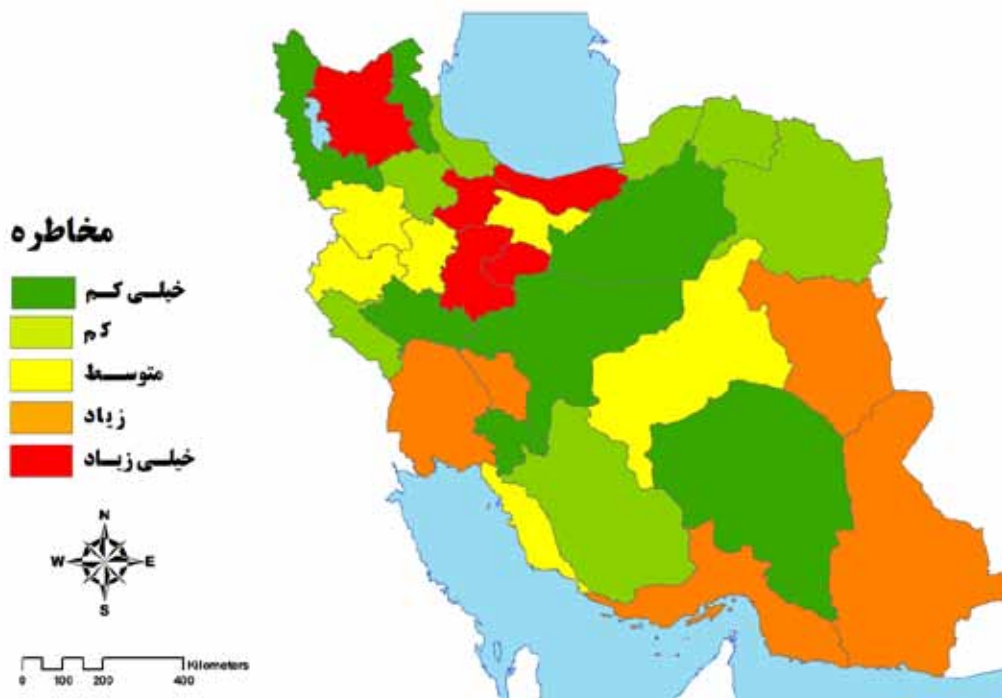 مخاطره
خیلی کم
کم
متوسط
زیاد
خیلی زیاد
N
W E
S
Kilometers
0 100 200 400